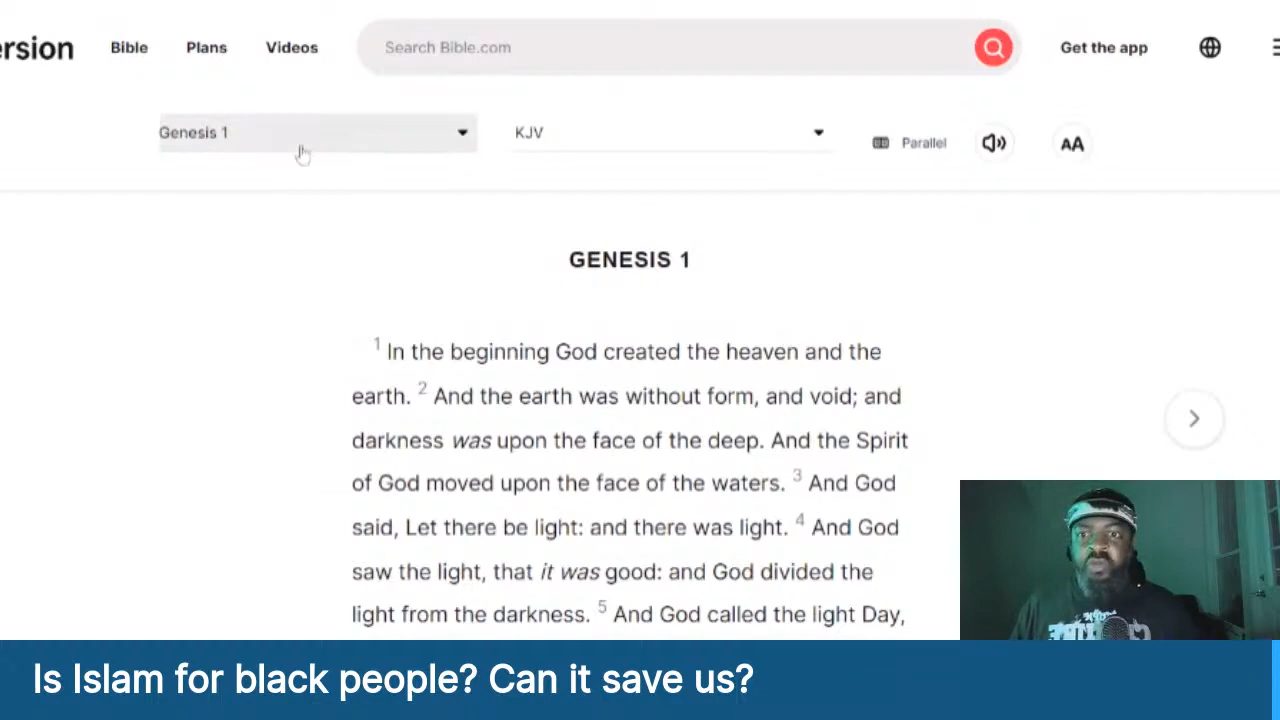 ersion Bible Plans Videos Search Bible.com Get the app
Genesis 1 KJV Parallel AA
GENESIS 1
1 In the beginning God created the heaven and the
earth. 2 And the earth was without form, and void; and
darkness was upon the face of the deep. And the Spirit
of God moved upon the face of the waters. 3 And God
said, Let there be light: and there was light. 4 And God
saw the light, that it was good: and God divided the
light from the darkness. 5 And God called the light Day,
Is Islam for black people? Can it save us?